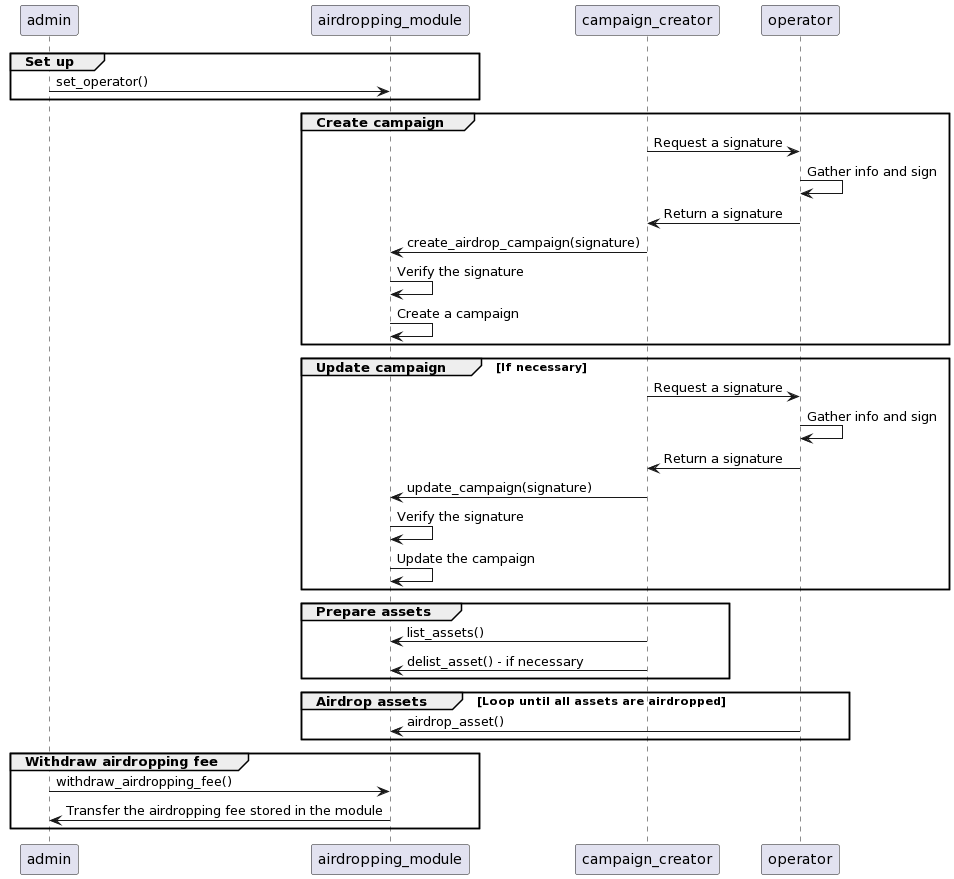 admin airdropping_module campaign_creator operator
Set up
set_operator()
Create campaign
Request a signature
Gather info and sign
Return a signature
create_airdrop_campaign(signature)
Verify the signature
Create a campaign
Update campaign [If necessary]
Request a signature
Gather info and sign
Return a signature
update_campaign(signature)
Verify the signature
Update the campaign
Prepare assets
list_assets()
delist_asset() - if necessary
Airdrop assets [Loop until all assets are airdropped]
airdrop_asset()
Withdraw airdropping fee
withdraw_airdropping_fee()
Transfer the airdropping fee stored in the module
admin airdropping_module campaign_creator operator